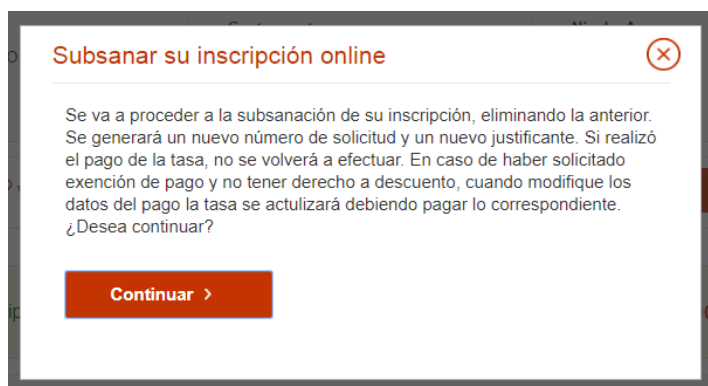 Subsanar su inscripción online
Se va a proceder a la subsanación de su inscripción, eliminando la anterior.
Se generará un nuevo número de solicitud y un nuevo justificante. Si realizó
el pago de la tasa, no se volverá a efectuar. En caso de haber solicitado
exención de pago y no tener derecho a descuento, cuando modifique los
datos del pago la tasa se actulizará debiendo pagar lo correspondiente.
¿Desea continuar?
Continuar >